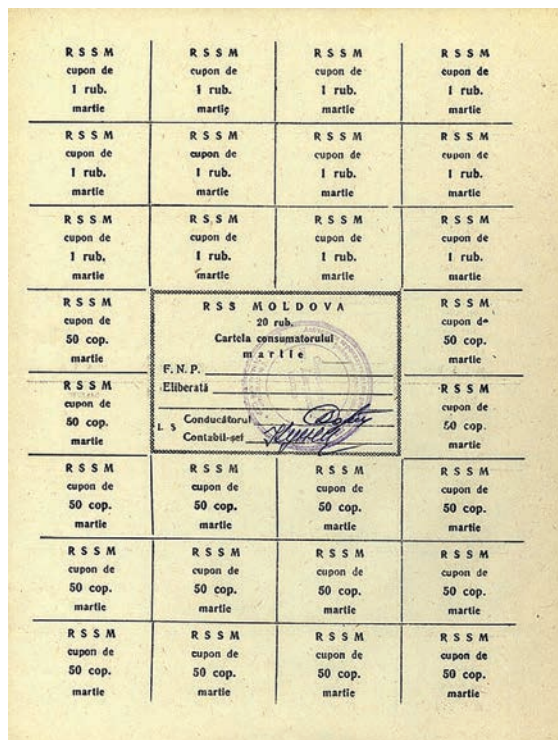 RSSM RSSM RSSM RSSM
cupon de cupon de cupon de cupon de
1 rub. 1 rub. 1 rub. 1 rub.
martie martie martie martie
RSSM RSSM RSSM RSSM
cupon de cupon de cupon de cupon de
1 rub. 1 rub. 1 rub. 1 rub.
martie martie martie martie
RSSM RSSM RSSM RSSM
cupon de cupon de cupon de cupon de
1 rub. 1 rub. 1 rub. 1 rub.
martie martie martie martie
RSSM
cupon de
50 cop.
martie
RSSM
cupon de
50 cop.
martie
RSS MOLDOVA
20 rub.
Cartela consumatorului
martie
F. N. P.
Eliberată
L. S
Conducătorul
Contabil-șef
RSSM
cupon de
50 cop.
martie
RSSM
cupon de
50 cop.
martie
RSSM RSSM RSSM RSSM
cupon de cupon de cupon de cupon de
50 cop. 50 cop. 50 cop. 50 cop.
martie martie martie martie
RSSM RSSM RSSM RSSM
cupon de cupon de cupon de cupon de
50 cop. 50 cop. 50 cop. 50 cop.
martie martie martie martie
RSSM RSSM RSSM RSSM
cupon de cupon de cupon de cupon de
50 cop. 50 cop. 50 cop. 50 cop.
martie martie martie martie